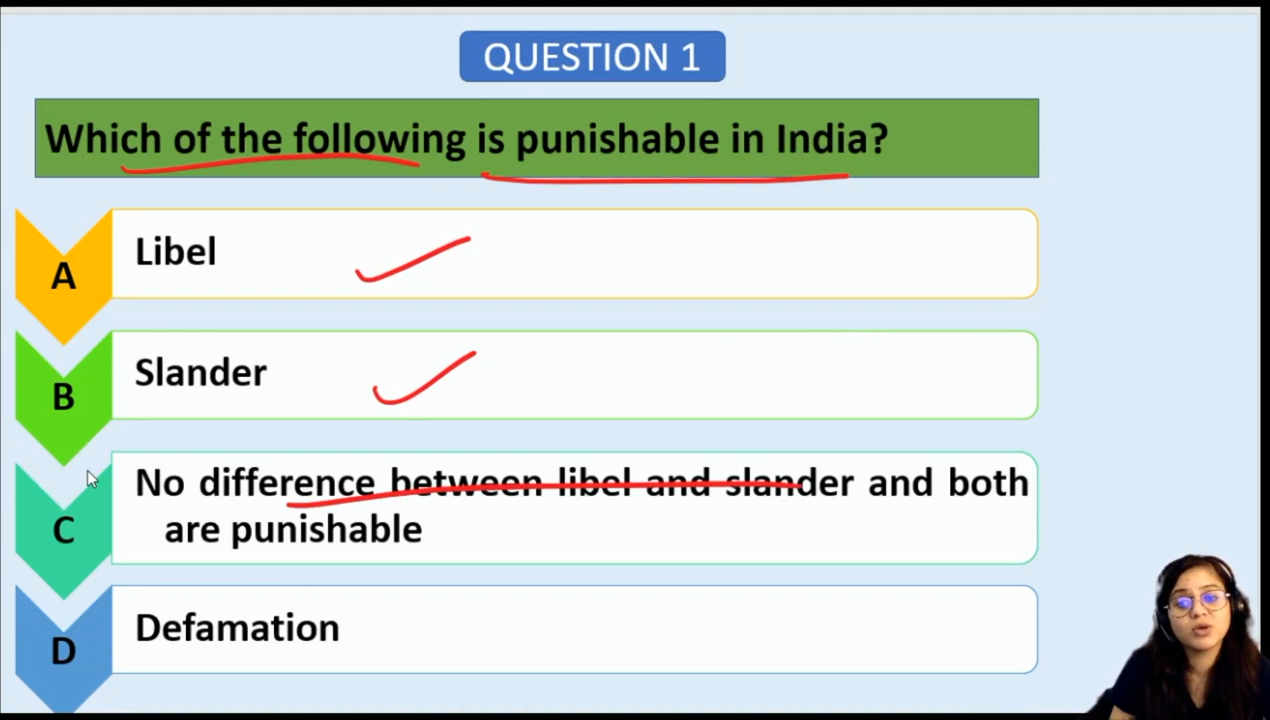 QUESTION 1
Which of the following is punishable in India?
A
Libel
B
Slander
C
No difference between libel and slander and both
are punishable
D
Defamation